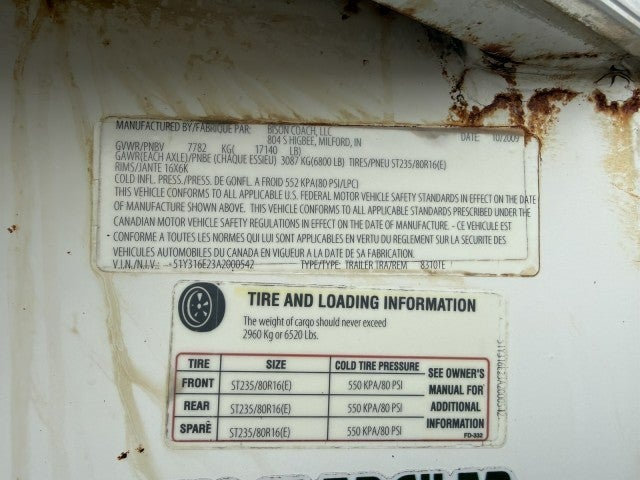 MANUFACTURED BY/FABRIQUE PAR: BISON COACH, LLC.
804 S HIGBEE, MILFORD, IN DATE: 10/2009
GVWR/PNBV 7782 KG( 17140 LB)
GAWR(EACH AXLE)/PNBE (CHAQUE ESSIEU) 3087 KG(6800 LB) TIRES/PNEU ST235/80R16(E)
RIMS/JANTE 16X6K
COLD INFL. PRESS./PRESS. DE GONFL. A FROID 552 KPA(80 PSI/LPC)
THIS VEHICLE CONFORMS TO ALL APPLICABLE U.S. FEDERAL MOTOR VEHICLE SAFETY STANDARDS IN EFFECT ON THE DATE
OF MANUFACTURE SHOWN ABOVE. THIS VEHICLE CONFORMS TO ALL APPLICABLE STANDARDS PRESCRIBED UNDER THE
CANADIAN MOTOR VEHICLE SAFETY REGULATIONS IN EFFECT ON THE DATE OF MANUFACTURE. - CE VEHICULE EST
CONFORME A TOUTES LES NORMES QUI LUI SONT APPLICABLES EN VERTU DU REGLEMENT SUR LA SECURITE DES
VEHICULES AUTOMOBILES DU CANADA EN VIGUEUR A LA DATE DE SA FABRICATION.
V.I.N./N.I.V.: 5TY316E23A2000542 TYPE/TYPE: TRAILER TRA/REM 8310TE
TIRE AND LOADING INFORMATION
The weight of cargo should never exceed
2960 Kg or 6520 Lbs.
TIRE SIZE COLD TIRE PRESSURE
FRONT ST235/80R16(E) 550 KPA/80 PSI
REAR ST235/80R16(E) 550 KPA/80 PSI
SPARE ST235/80R16(E) 550 KPA/80 PSI
SEE OWNER'S
MANUAL FOR
ADDITIONAL
INFORMATION
FD-332